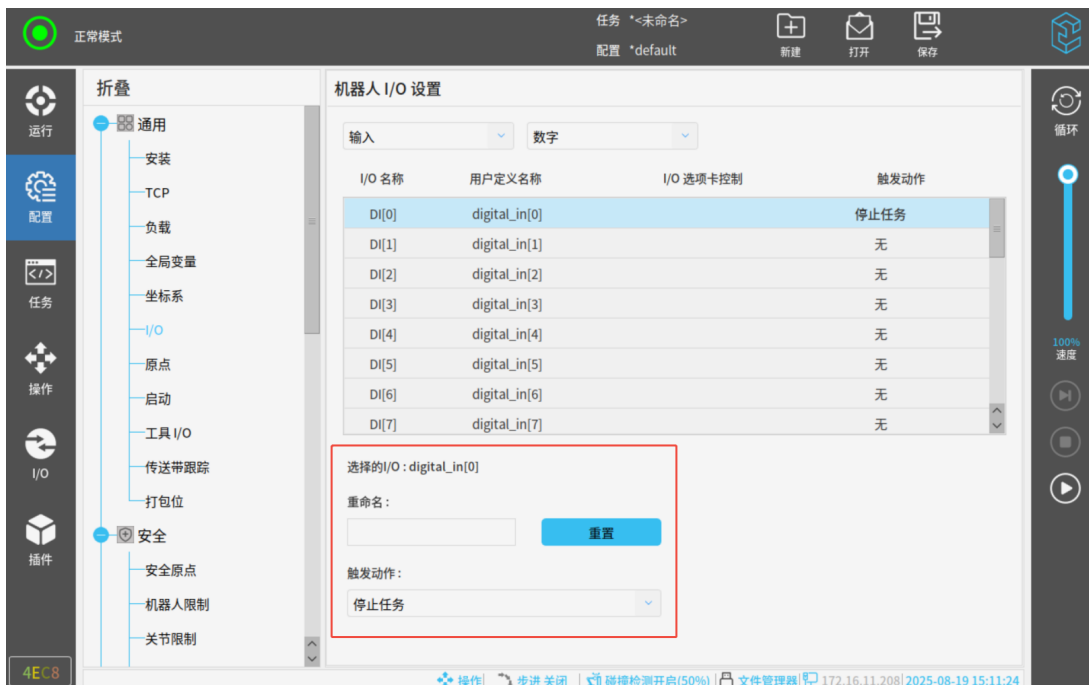 正常模式
任务 *<未命名>
配置 *default
新建
打开
保存
运行
配置
任务
操作
I/O
插件
4EC8
折叠
通用
安装
TCP
负载
全局变量
坐标系
I/O
原点
启动
工具 I/O
传送带跟踪
打包位
安全
安全原点
机器人限制
关节限制
机器人 I/O 设置
输入 数字
I/O 名称 用户定义名称 I/O 选项卡控制 触发动作
DI[0] digital_in[0] 停止任务
DI[1] digital_in[1] 无
DI[2] digital_in[2] 无
DI[3] digital_in[3] 无
DI[4] digital_in[4] 无
DI[5] digital_in[5] 无
DI[6] digital_in[6] 无
DI[7] digital_in[7] 无
选择的I/O : digital_in[0]
重命名 :
重置
触发动作 :
停止任务
循环
100%
速度
操作 步进 关闭 碰撞检测开启(50%) 文件管理器 172.16.11.208 2025-08-19 15:11:24